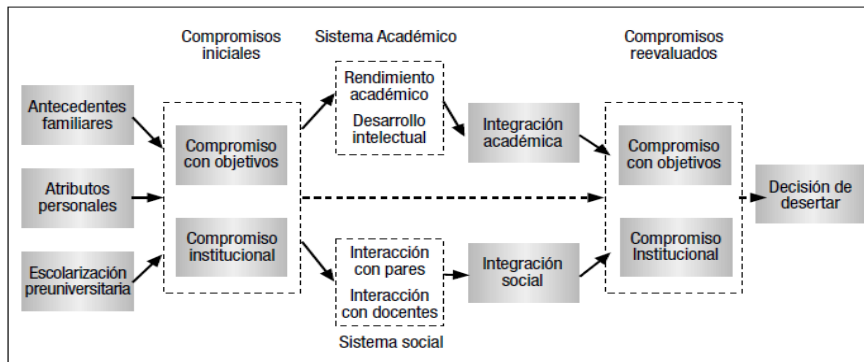 Compromisos
iniciales
Sistema Académico
Compromisos
reevaluados
Antecedentes
familiares
Atributos
personales
Escolarización
preuniversitaria
Compromiso
con objetivos
Compromiso
institucional
Rendimiento
académico
Desarrollo
intelectual
Interacción
con pares
Interacción
con docentes
Sistema social
Integración
académica
Integración
social
Compromiso
con objetivos
Compromiso
Institucional
Decisión de
desertar